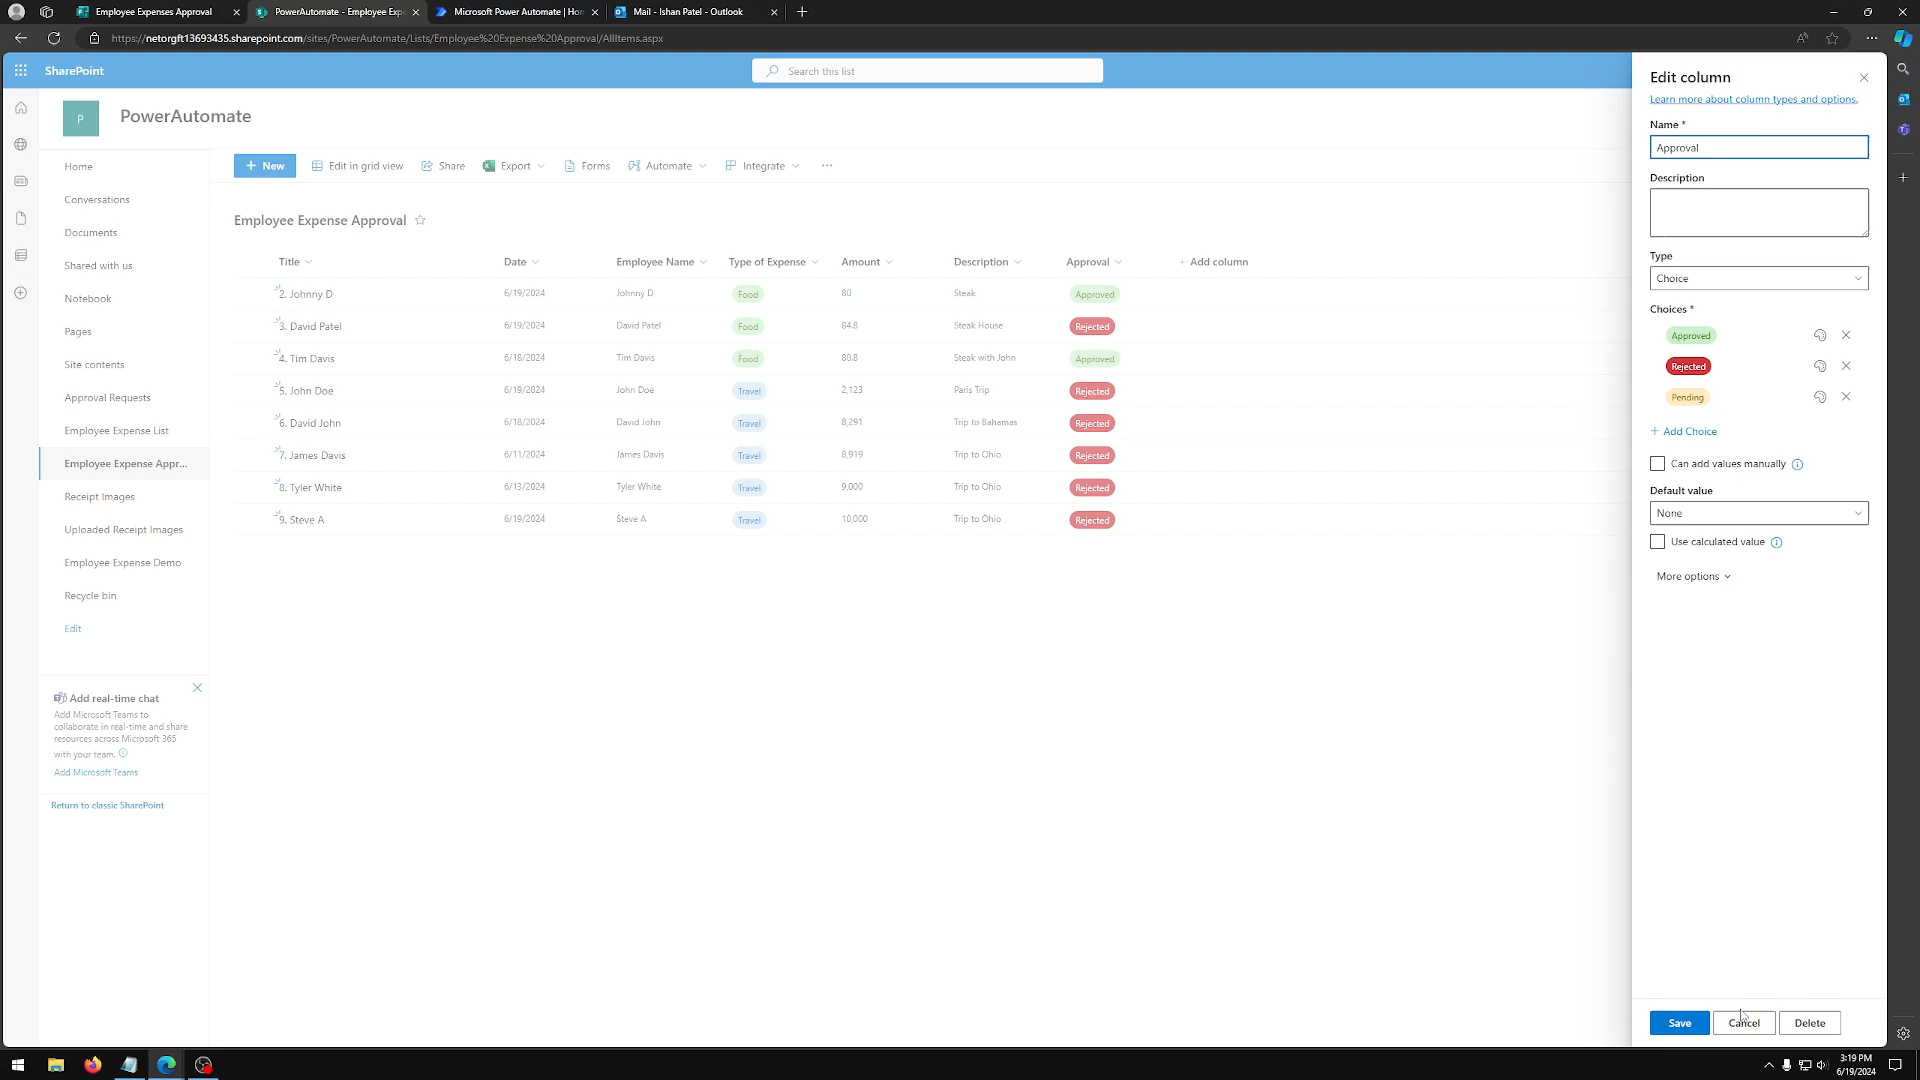 Employee Expenses Approval
PowerAutomate - Employee Expe
Microsoft Power Automate | Hon
Mail - Ishan Patel - Outlook
https://netorgft13693435.sharepoint.com/sites/PowerAutomate/Lists/Employee%20Expense%20Approval/AllItems.aspx
SharePoint
Search this list
P
PowerAutomate
Home
Conversations
Documents
Shared with us
Notebook
Pages
Site contents
Approval Requests
Employee Expense List
Employee Expense Appr...
Receipt Images
Uploaded Receipt Images
Employee Expense Demo
Recycle bin
Edit
Add real-time chat
Add Microsoft Teams to
collaborate in real-time and share
resources across Microsoft 365
with your team.
Add Microsoft Teams
Return to classic SharePoint
+ New Edit in grid view Share Export Forms Automate Integrate ...
Employee Expense Approval
Title Date Employee Name Type of Expense Amount Description Approval + Add column
2. Johnny D 6/19/2024 Johnny D Food 80 Steak Approved
3. David Patel 6/19/2024 David Patel Food 84.8 Steak House Rejected
4. Tim Davis 6/18/2024 Tim Davis Food 80.8 Steak with John Approved
5. John Doe 6/19/2024 John Doe Travel 2,123 Paris Trip Rejected
6. David John 6/18/2024 David John Travel 8,291 Trip to Bahamas Rejected
7. James Davis 6/11/2024 James Davis Travel 8,919 Trip to Ohio Rejected
8. Tyler White 6/13/2024 Tyler White Travel 9,000 Trip to Ohio Rejected
9. Steve A 6/19/2024 Steve A Travel 10,000 Trip to Ohio Rejected
Edit column
Learn more about column types and options.
Name *
Approval
Description
Type
Choice
Choices *
Approved
Rejected
Pending
+ Add Choice
Can add values manually
Default value
None
Use calculated value
More options
Save Cancel Delete
3:19 PM
6/19/2024